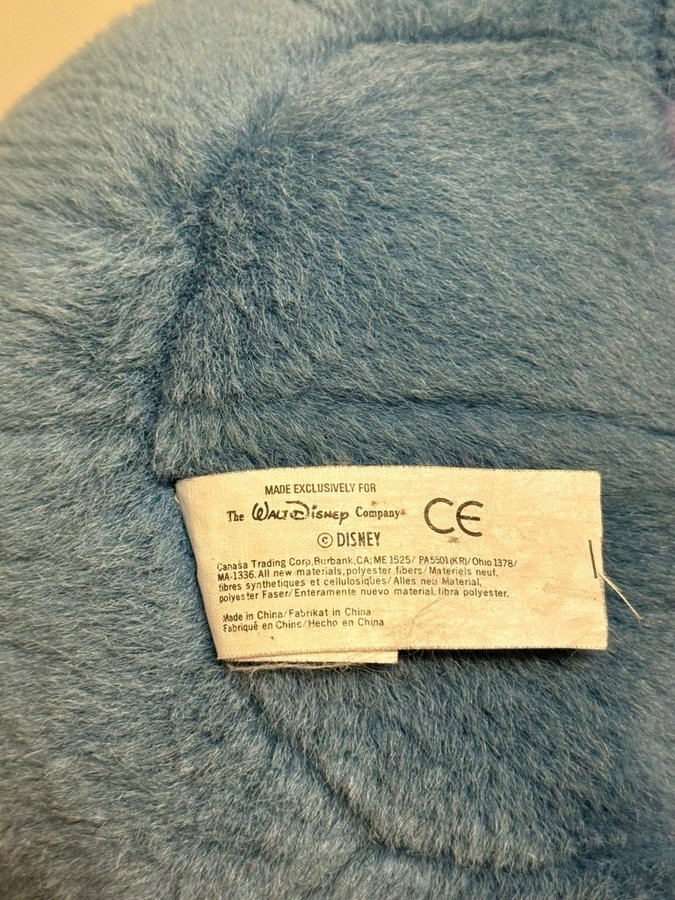 MADE EXCLUSIVELY FOR
The WALT DISNEY Company
CE
© DISNEY
Canasa Trading Corp, Burbank, CA; ME 1525/ PA5501(KR)/ Ohio 1378/
MA-1336. All new materials, polyester fibers/ Materiels neuf,
fibres synthetiques et cellulosiques/ Alles neu Material,
polyester Faser/ Enteramente nuevo material, fibra polyester.
Made in China/ Fabrikat in China
Fabriqué en Chine/ Hecho en China